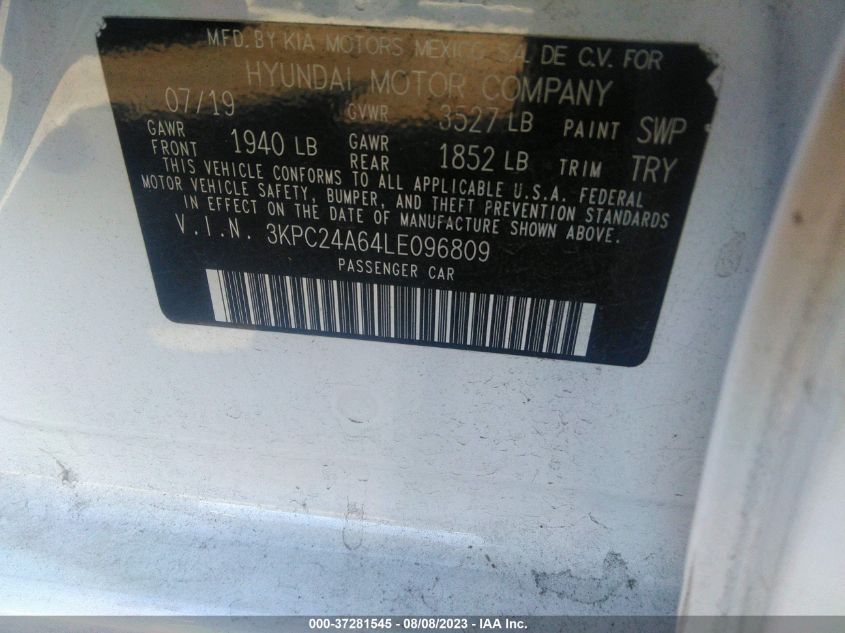 MFD. BY KIA MOTORS MEXICO S.A. DE C.V. FOR
HYUNDAI MOTOR COMPANY
07/19 GVWR 3527 LB PAINT SWP
GAWR FRONT 1940 LB GAWR REAR 1852 LB TRIM TRY
THIS VEHICLE CONFORMS TO ALL APPLICABLE U.S.A. FEDERAL
MOTOR VEHICLE SAFETY, BUMPER, AND THEFT PREVENTION STANDARDS
IN EFFECT ON THE DATE OF MANUFACTURE SHOWN ABOVE.
V.I.N. 3KPC24A64LE096809
PASSENGER CAR
000-37281545 - 08/08/2023 - IAA Inc.